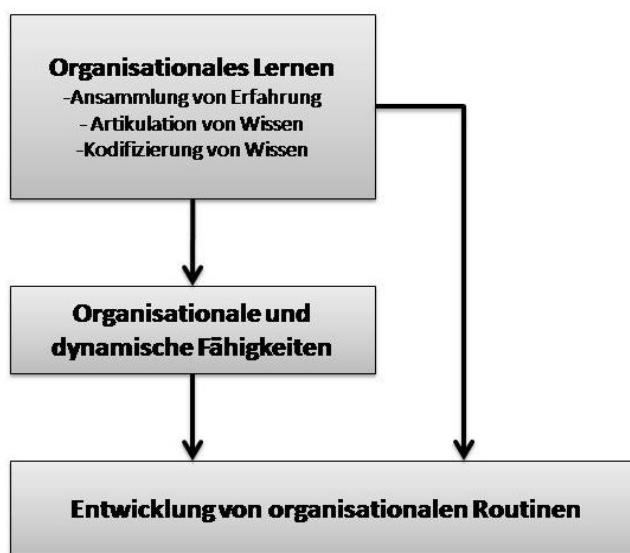 Organisationales Lernen
-Ansammlung von Erfahrung
- Artikulation von Wissen
-Kodifizierung von Wissen
Organisationale und
dynamische Fähigkeiten
Entwicklung von organisationalen Routinen